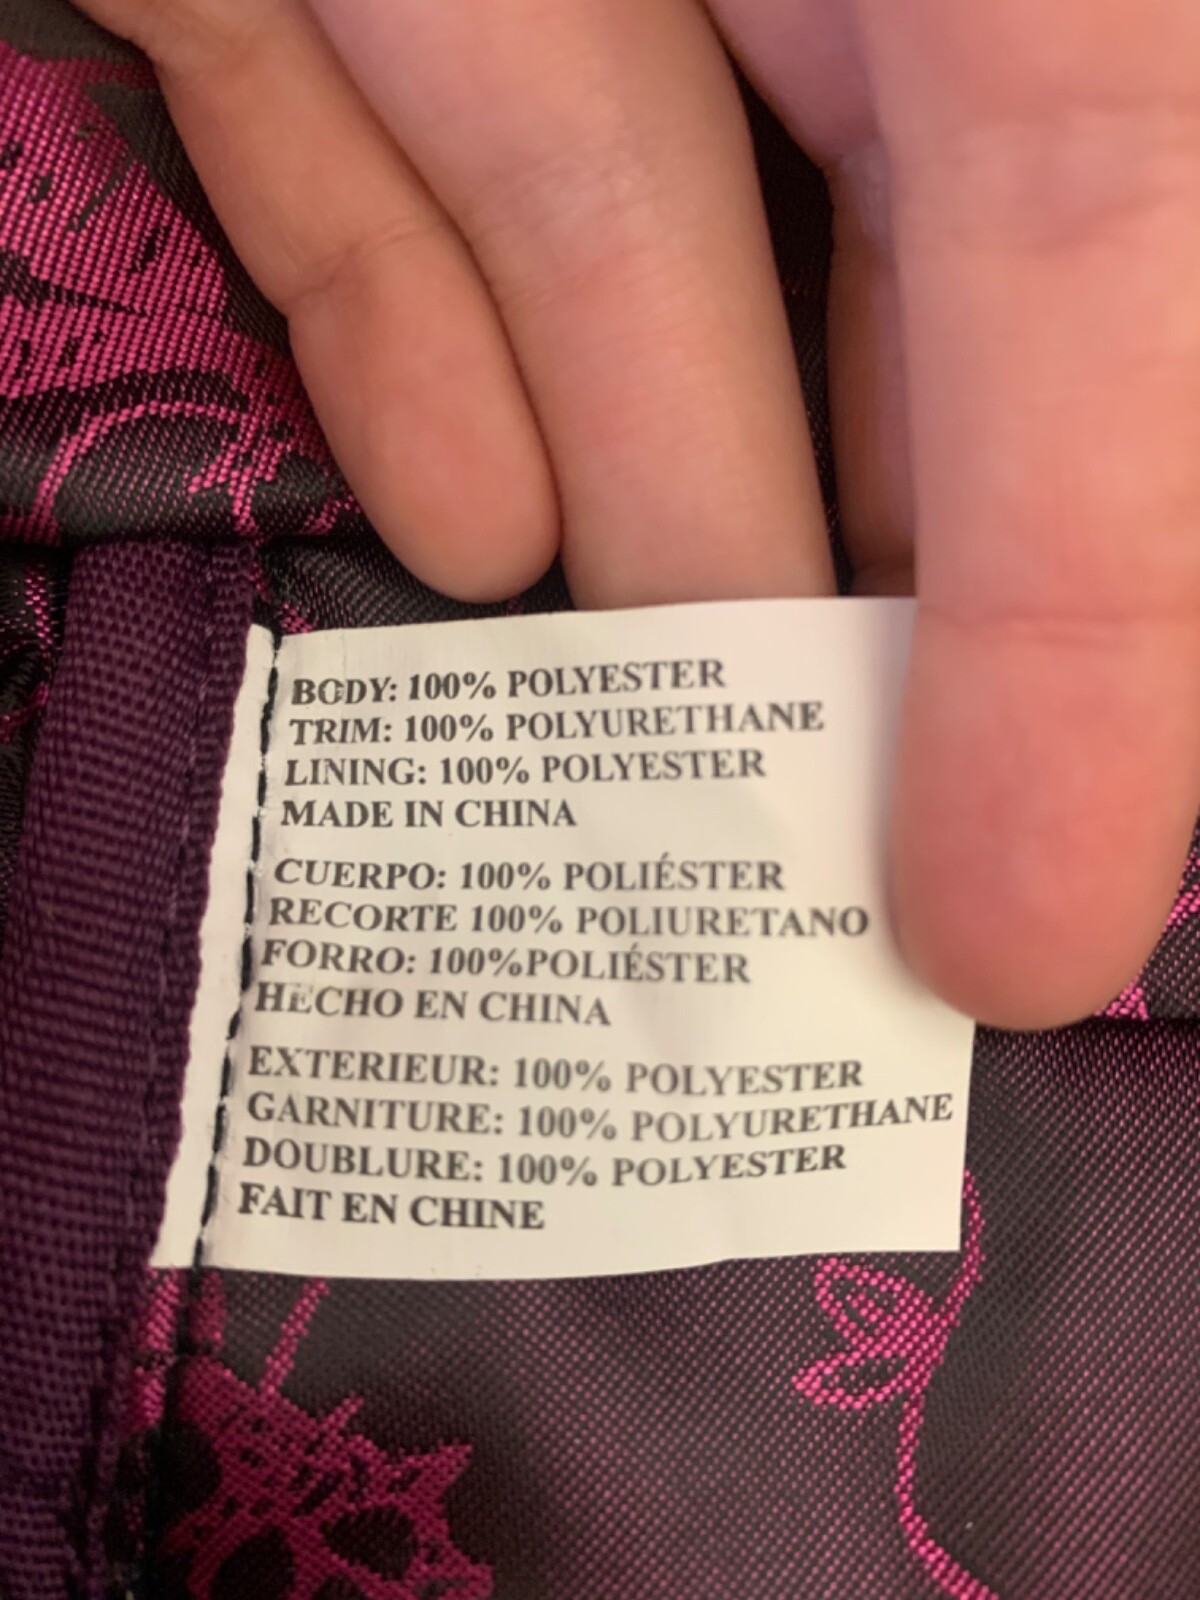 BODY: 100% POLYESTER
TRIM: 100% POLYURETHANE
LINING: 100% POLYESTER
MADE IN CHINA
CUERPO: 100% POLIÉSTER
RECORTE 100% POLIURETANO
FORRO: 100%POLIÉSTER
HECHO EN CHINA
EXTERIEUR: 100% POLYESTER
GARNITURE: 100% POLYURETHANE
DOUBLURE: 100% POLYESTER
FAIT EN CHINE